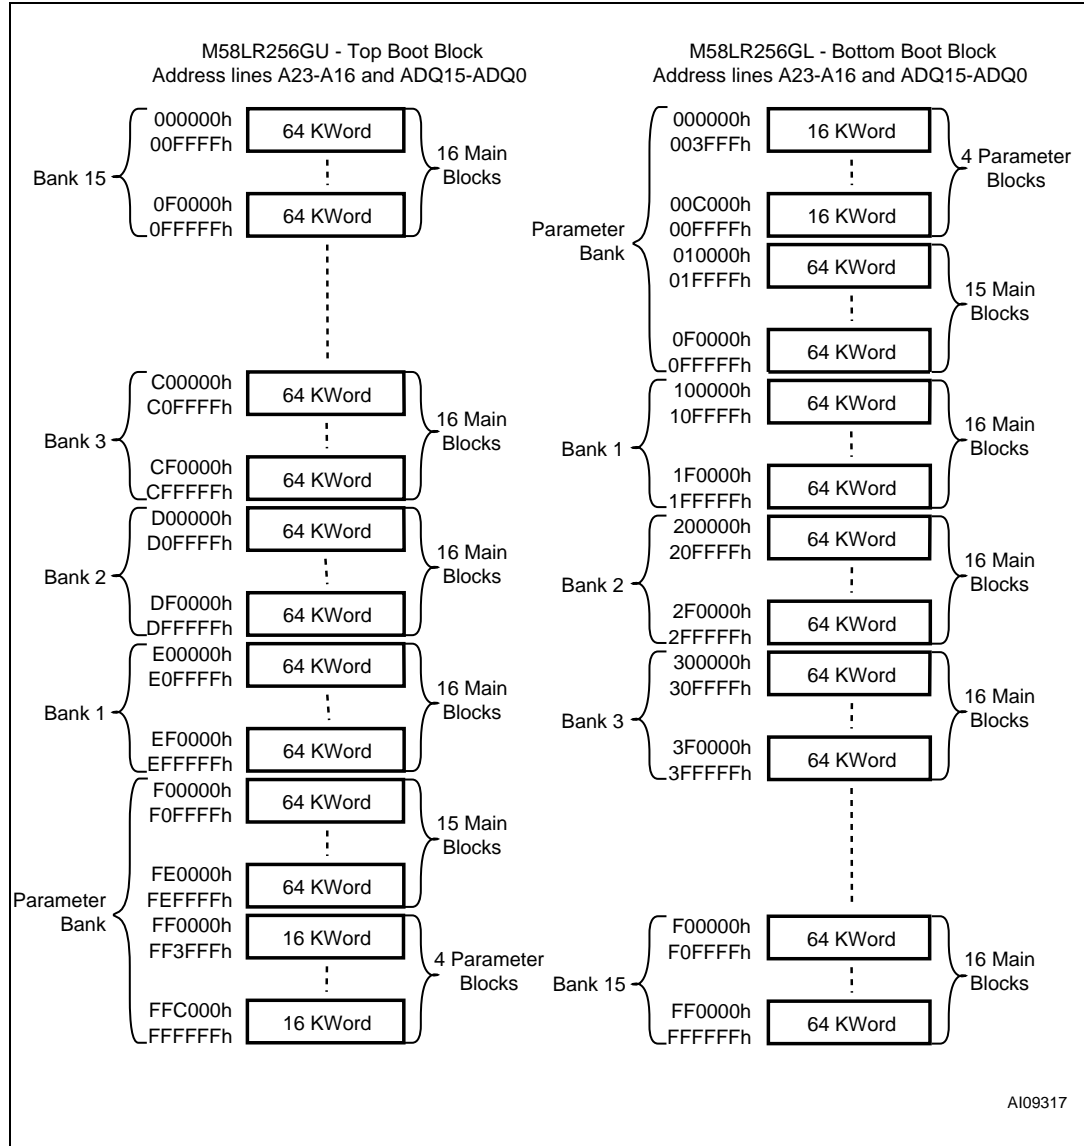 M58LR256GU - Top Boot Block
Address lines A23-A16 and ADQ15-ADQ0
Bank 15
000000h
00FFFFh
64 KWord
0F0000h
0FFFFFh
64 KWord
16 Main
Blocks
Bank 3
C00000h
C0FFFFh
64 KWord
CF0000h
CFFFFFh
64 KWord
16 Main
Blocks
Bank 2
D00000h
D0FFFFh
64 KWord
DF0000h
DFFFFFh
64 KWord
16 Main
Blocks
Bank 1
E00000h
E0FFFFh
64 KWord
EF0000h
EFFFFFh
64 KWord
16 Main
Blocks
Parameter
Bank
F00000h
F0FFFFh
64 KWord
FE0000h
FEFFFFh
64 KWord
15 Main
Blocks
FF0000h
FF3FFFh
16 KWord
FFC000h
FFFFFFh
16 KWord
4 Parameter
Blocks
M58LR256GL - Bottom Boot Block
Address lines A23-A16 and ADQ15-ADQ0
Parameter
Bank
000000h
003FFFh
16 KWord
00C000h
00FFFFh
16 KWord
4 Parameter
Blocks
010000h
01FFFFh
64 KWord
0F0000h
0FFFFFh
64 KWord
15 Main
Blocks
Bank 1
100000h
10FFFFh
64 KWord
1F0000h
1FFFFFh
64 KWord
16 Main
Blocks
Bank 2
200000h
20FFFFh
64 KWord
2F0000h
2FFFFFh
64 KWord
16 Main
Blocks
Bank 3
300000h
30FFFFh
64 KWord
3F0000h
3FFFFFh
64 KWord
16 Main
Blocks
Bank 15
F00000h
F0FFFFh
64 KWord
FF0000h
FFFFFFh
64 KWord
16 Main
Blocks
AI09317